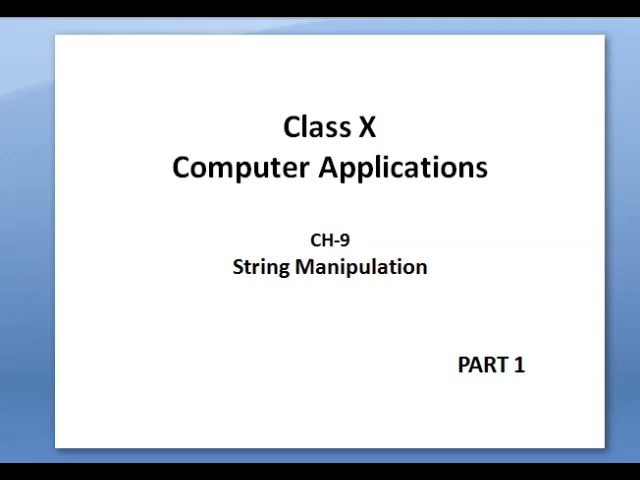 Class X
Computer Applications
CH-9
String Manipulation
PART 1